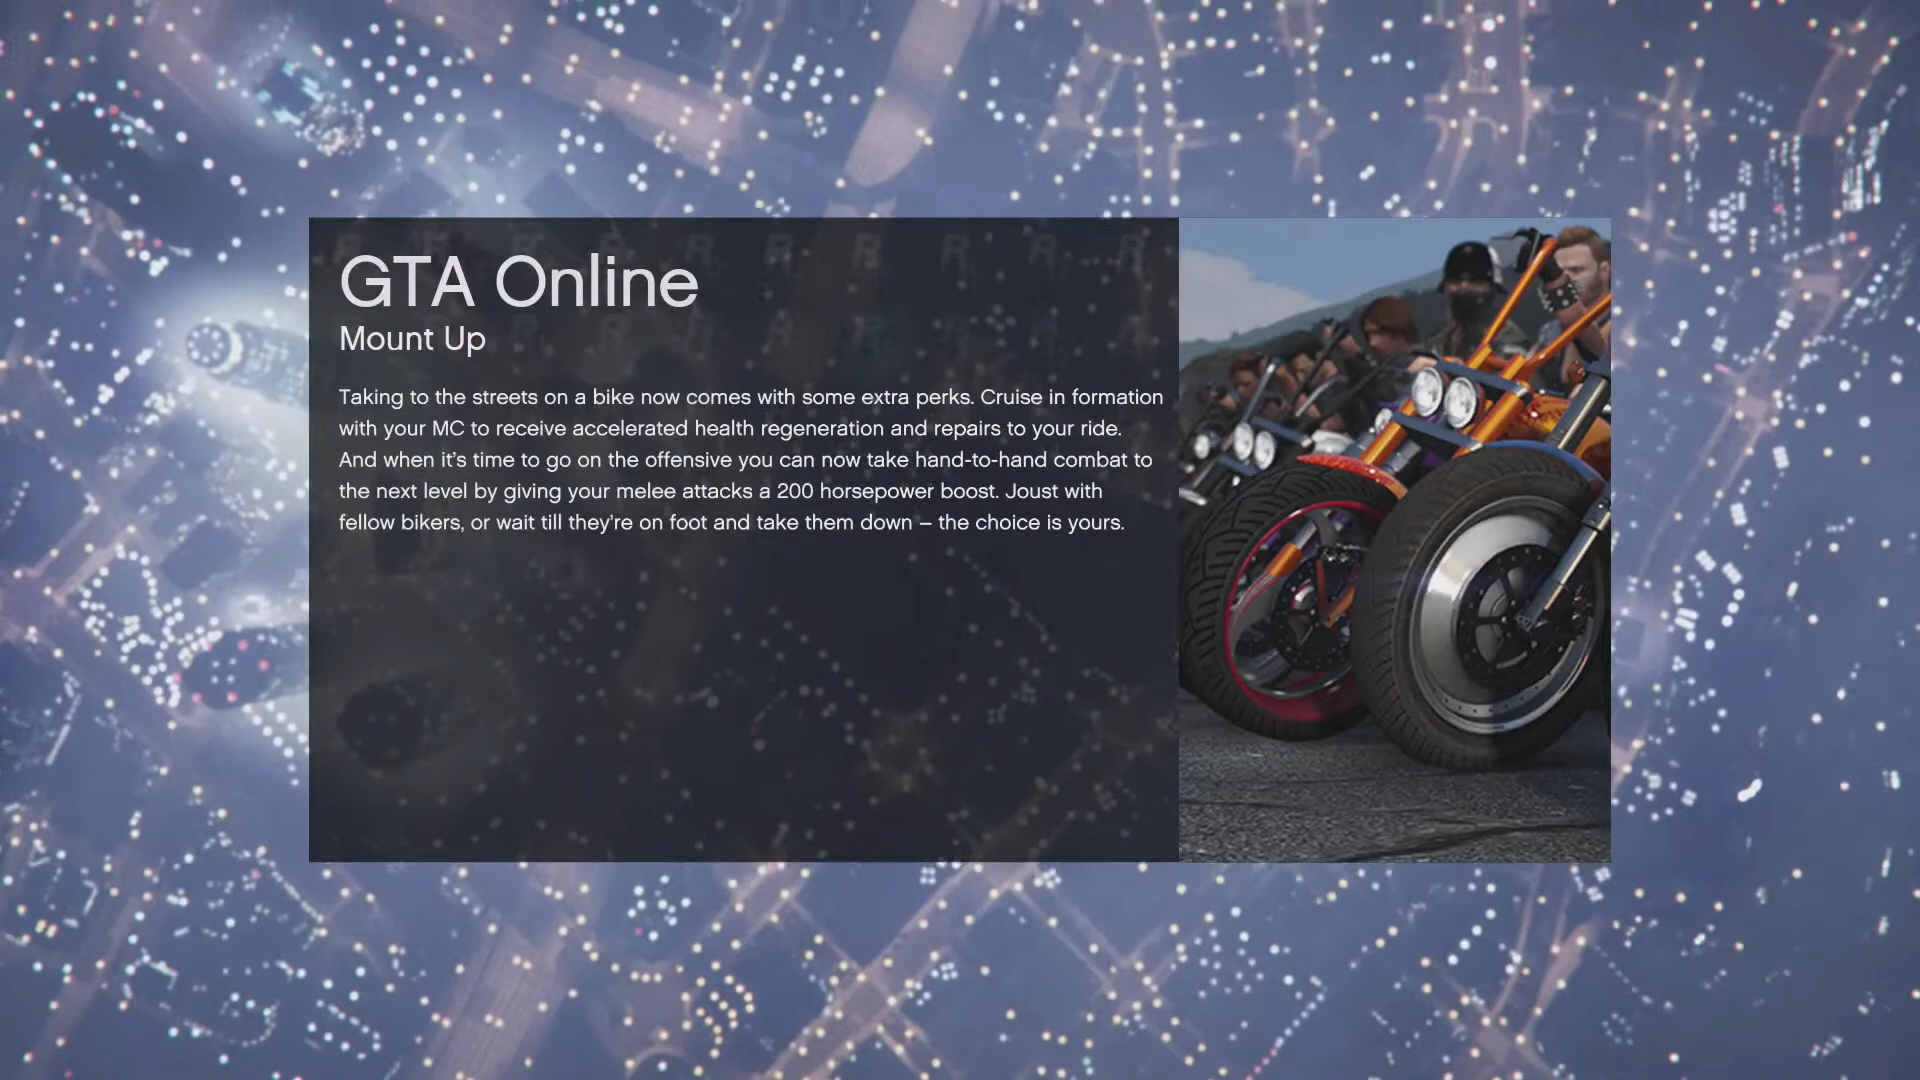 GTA Online
Mount Up
Taking to the streets on a bike now comes with some extra perks. Cruise in formation
with your MC to receive accelerated health regeneration and repairs to your ride.
And when it’s time to go on the offensive you can now take hand-to-hand combat to
the next level by giving your melee attacks a 200 horsepower boost. Joust with
fellow bikers, or wait till they’re on foot and take them down – the choice is yours.